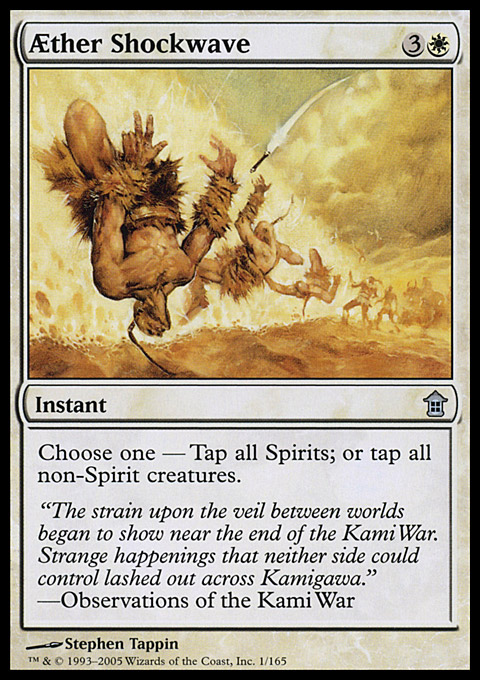 Æther Shockwave 3
Instant
Choose one — Tap all Spirits; or tap all
non-Spirit creatures.
“The strain upon the veil between worlds
began to show near the end of the Kami War.
Strange happenings that neither side could
control lashed out across Kamigawa.”
—Observations of the Kami War
Stephen Tappin
™ & © 1993–2005 Wizards of the Coast, Inc. 1/165